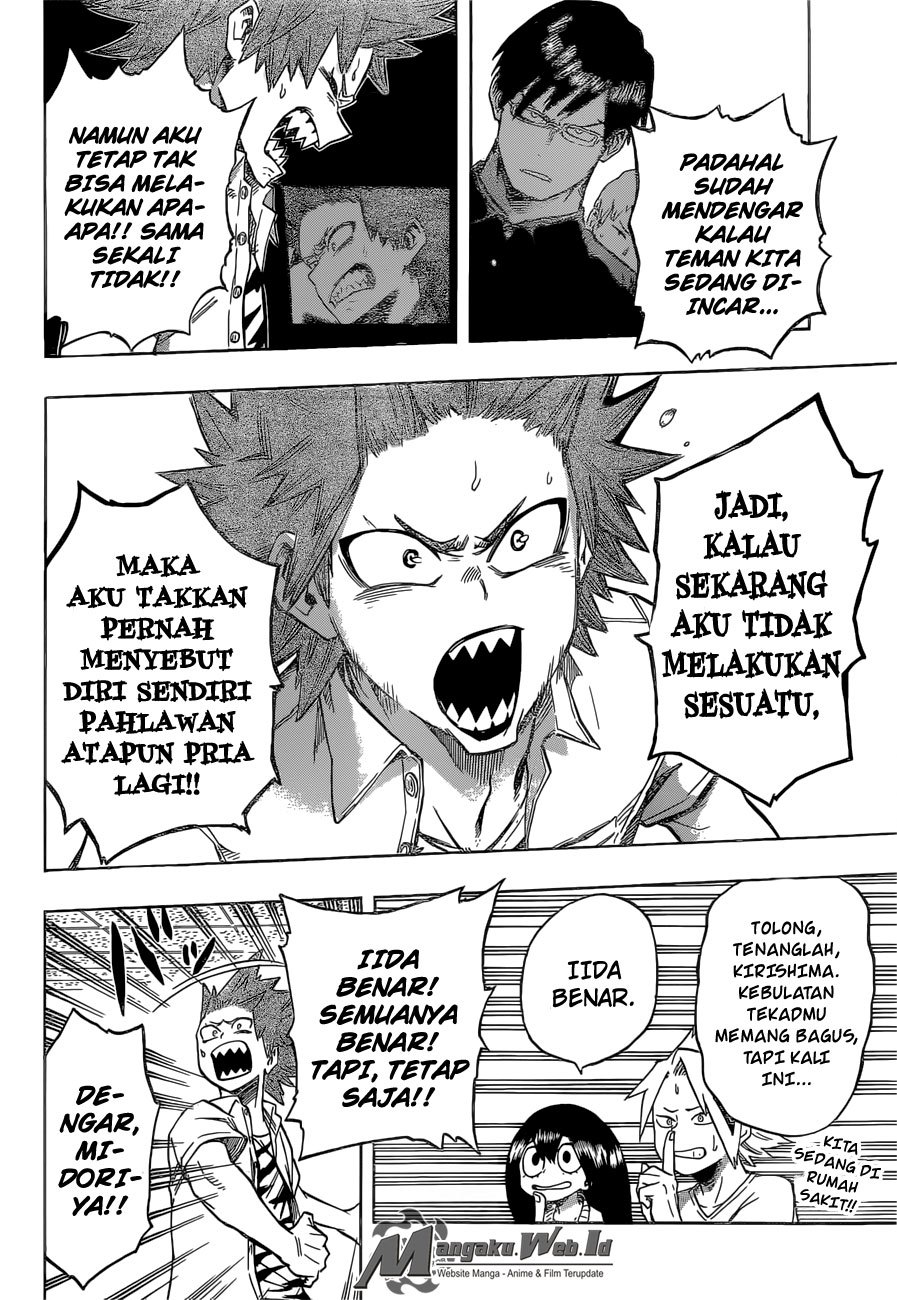 PADAHAL
SUDAH
MENDENGAR
KALAU
TEMAN KITA
SEDANG DI-
INCAR...
NAMUN AKU
TETAP TAK
BISA MELA-
KUKAN APA-
APA!! SAMA
SEKALI
TIDAK!!
JADI,
KALAU
SEKARANG
AKU TIDAK
MELAKUKAN
SESUATU,
MAKA
AKU TAKKAN
PERNAH
MENYEBUT
DIRI SENDIRI
PAHLAWAN
ATAPUN PRIA
LAGI!!
TOLONG,
TENANGLAH,
KIRISHIMA.
KEBULATAN
TEKADMU
MEMANG BAGUS,
TAPI KALI
INI...
KITA
SEDANG DI
RUMAH
SAKIT!!
IIDA
BENAR.
IIDA
BENAR!
SEMUANYA
BENAR!
TAPI, TETAP
SAJA!!
DE-
NGAR,
MI-
DORI-
YA!!
Mangaku.Web.Id
Website Manga - Anime & Film Terupdate